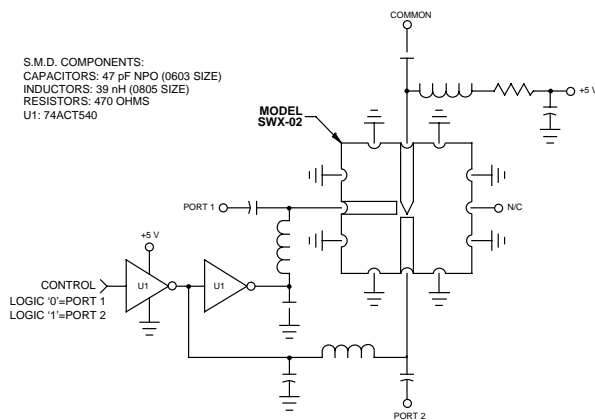 COMMON
S.M.D. COMPONENTS:
CAPACITORS: 47 pF NPO (0603 SIZE)
INDUCTORS: 39 nH (0805 SIZE)
RESISTORS: 470 OHMS
U1: 74ACT540
+5 V
MODEL
SWX-02
PORT 1
N/C
+5 V
CONTROL
U1
U1
LOGIC '0'=PORT 1
LOGIC '1'=PORT 2
PORT 2